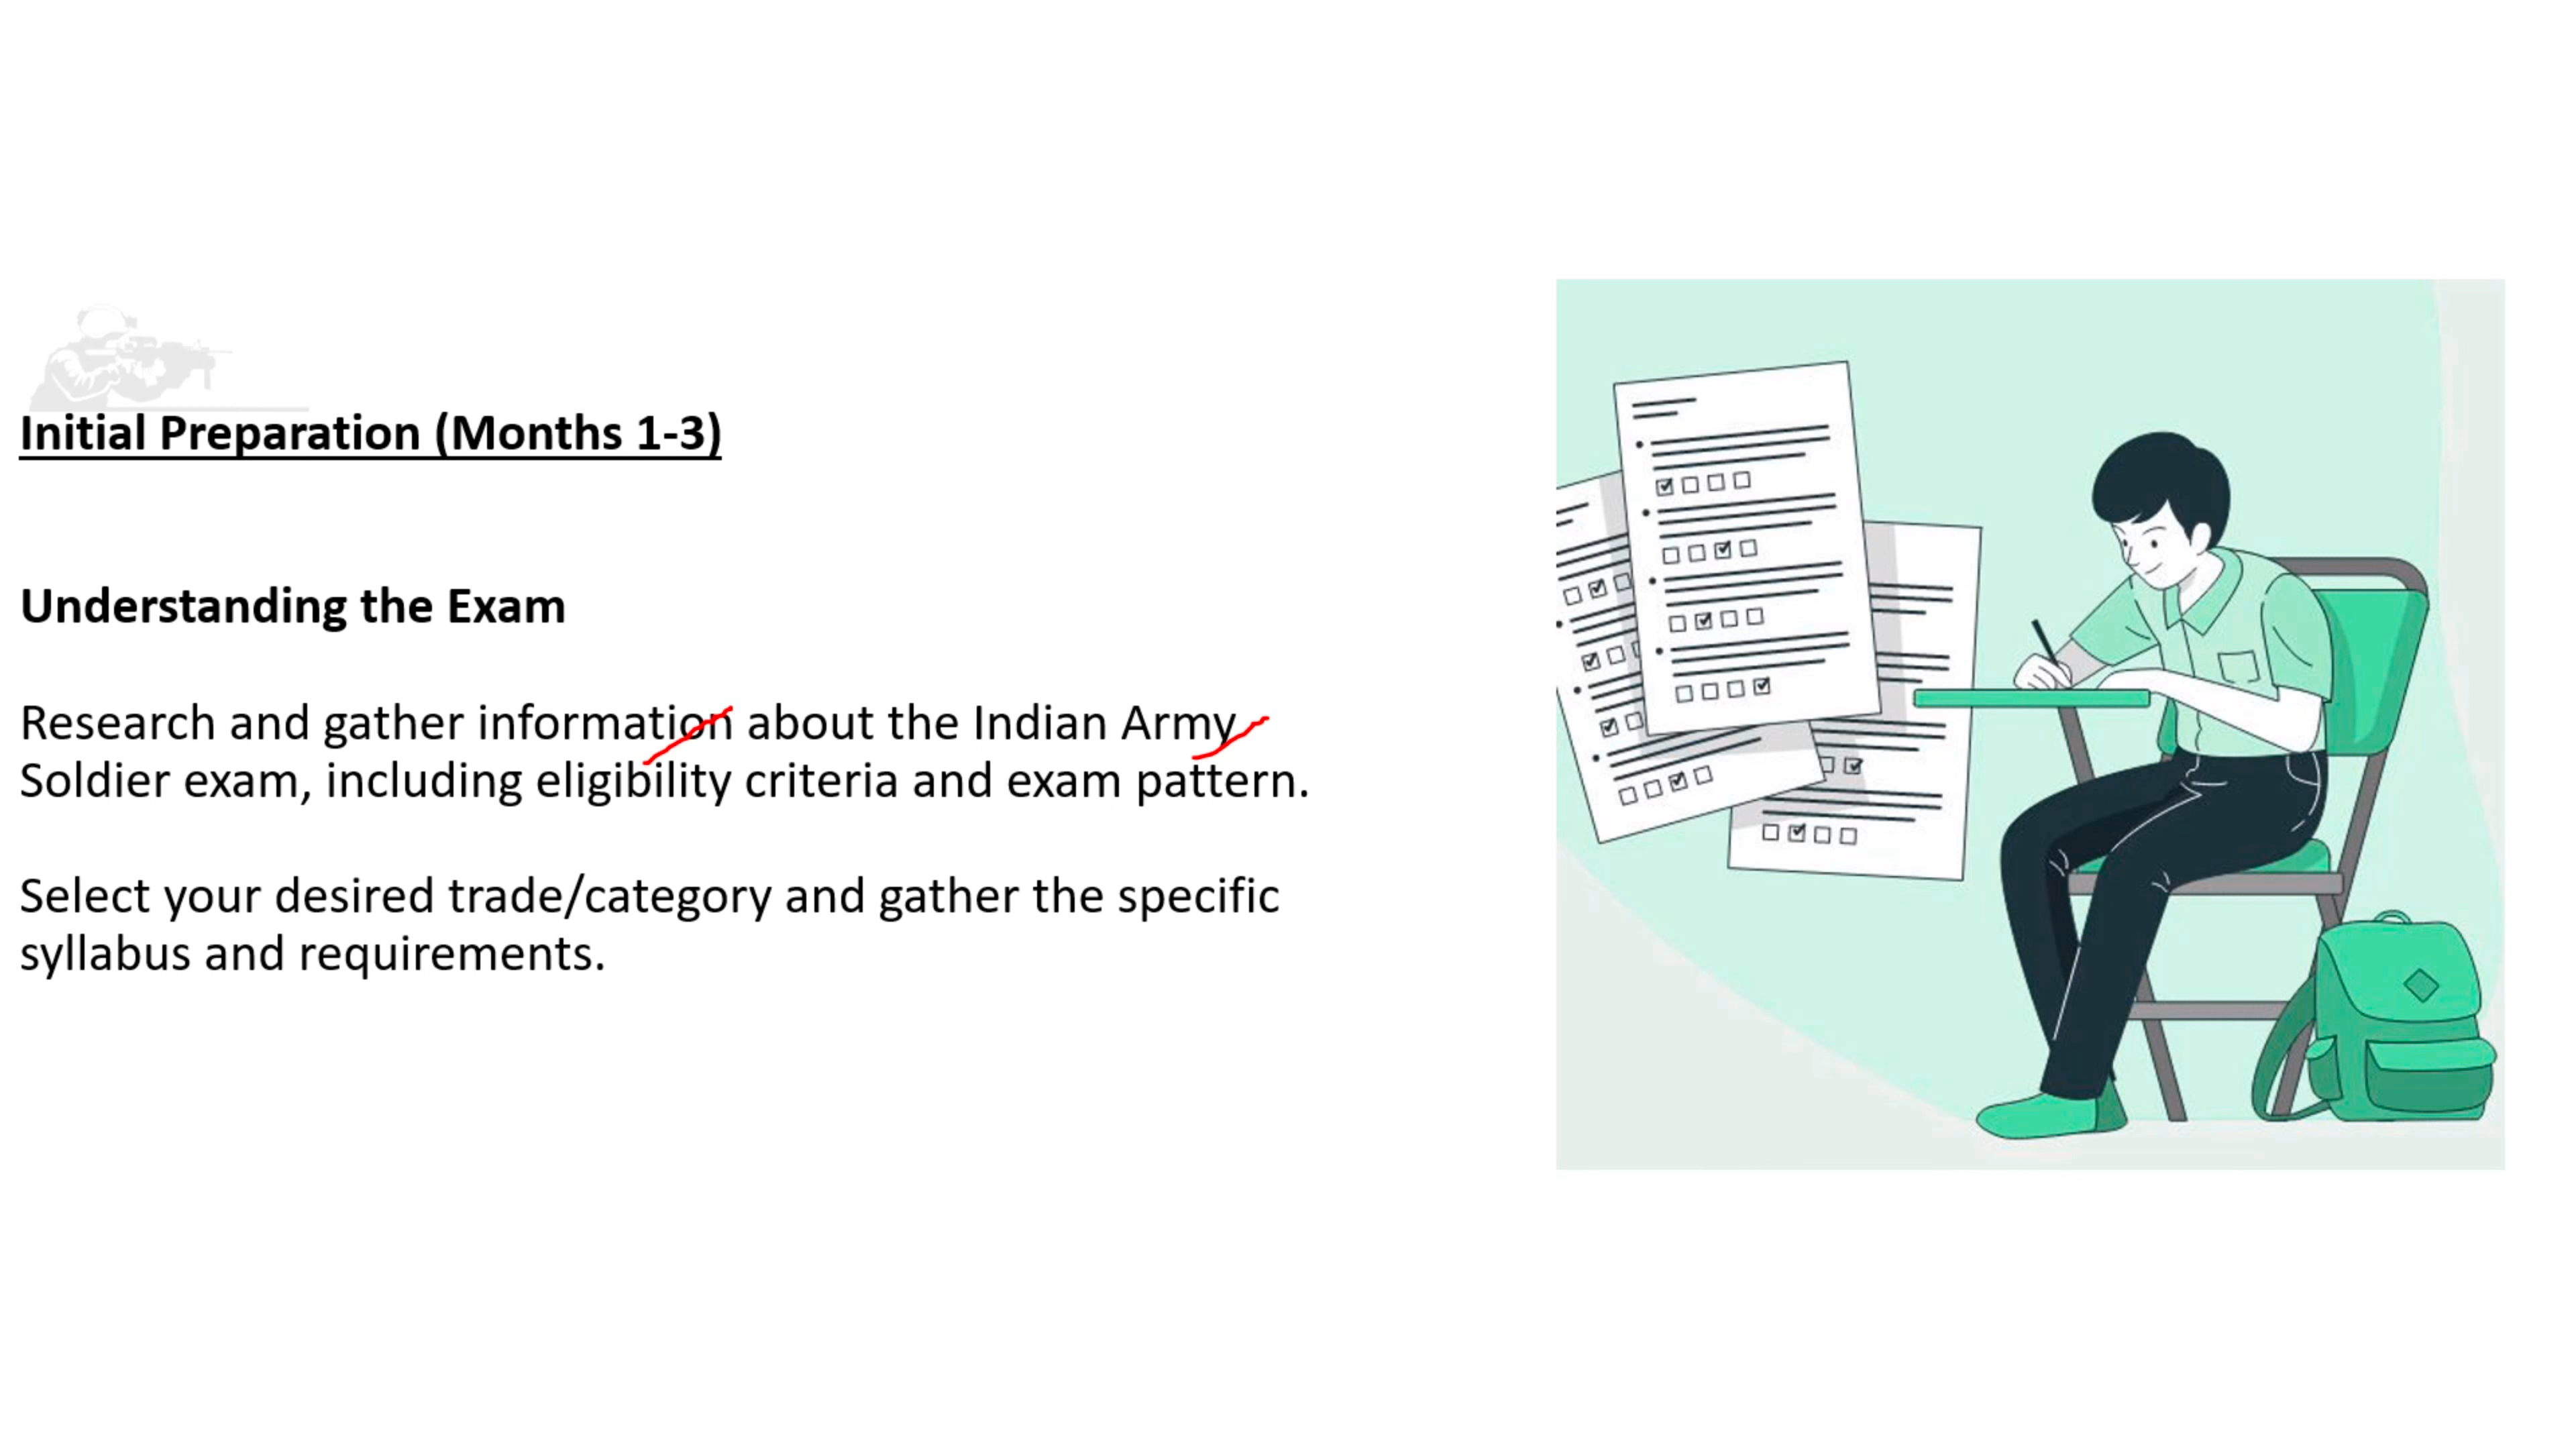 Initial Preparation (Months 1-3)
Understanding the Exam
Research and gather information about the Indian Army
Soldier exam, including eligibility criteria and exam pattern.
Select your desired trade/category and gather the specific
syllabus and requirements.